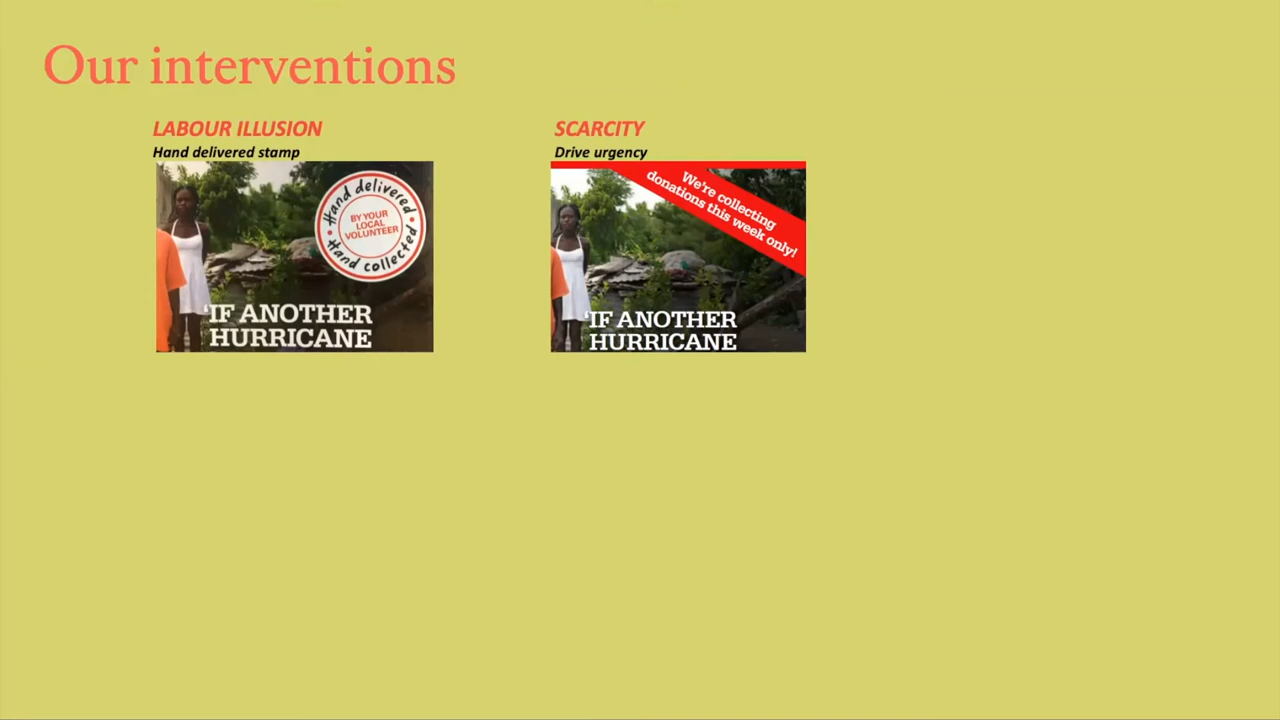 Our interventions
LABOUR ILLUSION
Hand delivered stamp
Hand delivered
BY YOUR
LOCAL
VOLUNTEER
Hand collected
'IF ANOTHER
HURRICANE
SCARCITY
Drive urgency
We're collecting
donations this week only!
'IF ANOTHER
HURRICANE